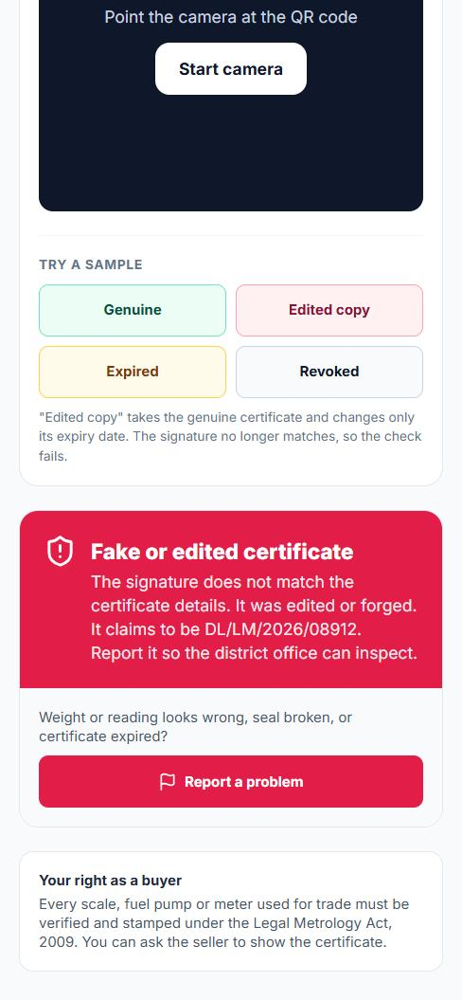 Point the camera at the QR code
Start camera
TRY A SAMPLE
Genuine
Edited copy
Expired
Revoked
"Edited copy" takes the genuine certificate and changes only
its expiry date. The signature no longer matches, so the check
fails.
Fake or edited certificate
The signature does not match the
certificate details. It was edited or forged.
It claims to be DL/LM/2026/08912.
Report it so the district office can inspect.
Weight or reading looks wrong, seal broken, or
certificate expired?
Report a problem
Your right as a buyer
Every scale, fuel pump or meter used for trade must be
verified and stamped under the Legal Metrology Act,
2009. You can ask the seller to show the certificate.